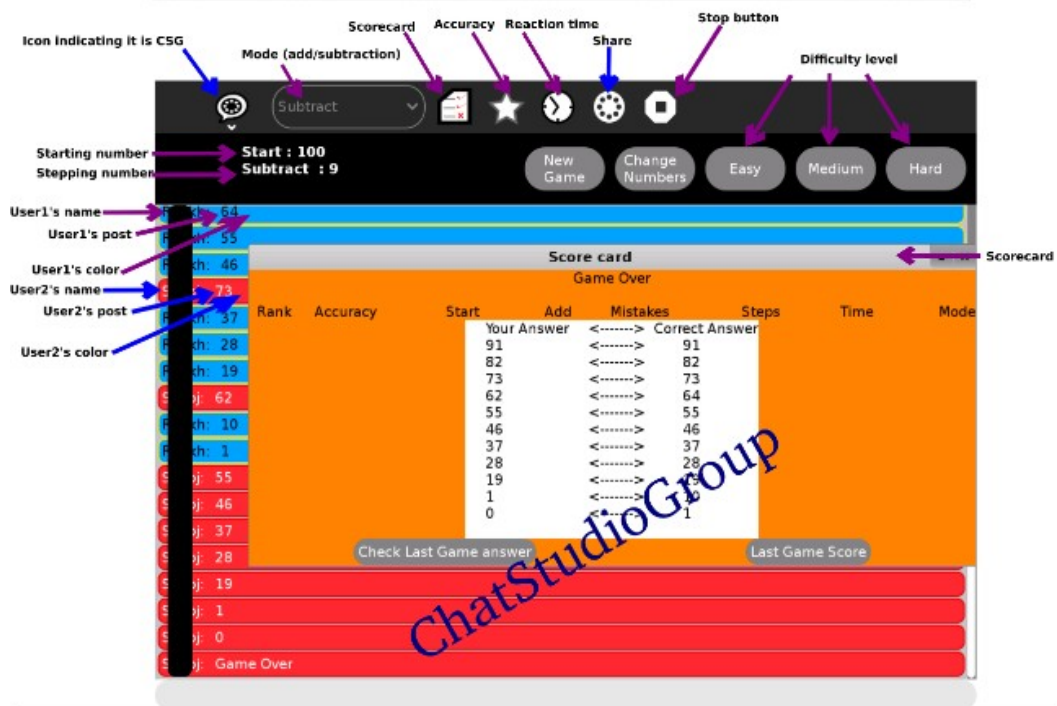 Scorecard
Accuracy
Reaction time
Stop button
Icon indicating it is CSG
Mode (add/subtraction)
Share
Difficulty level
Subtract
Starting number
Start : 100
Stepping number
Subtract : 9
New Game
Change Numbers
Easy
Medium
Hard
User1's name
64
User1's post
55
User1's color
46
User2's name
73
User2's post
37
User2's color
28
19
62
10
1
55
46
37
28
19
1
0
Game Over
Score card
Scorecard
Game Over
Rank Accuracy Start Add Mistakes Steps Time Mode
Your Answer <-------> Correct Answer
91 <-------> 91
82 <-------> 82
73 <-------> 73
62 <-------> 64
55 <-------> 55
46 <-------> 46
37 <-------> 37
28 <-------> 28
19 <-------> 19
1 <-------> 10
0 <-------> 1
Check Last Game answer
Last Game Score
ChatStudioGroup